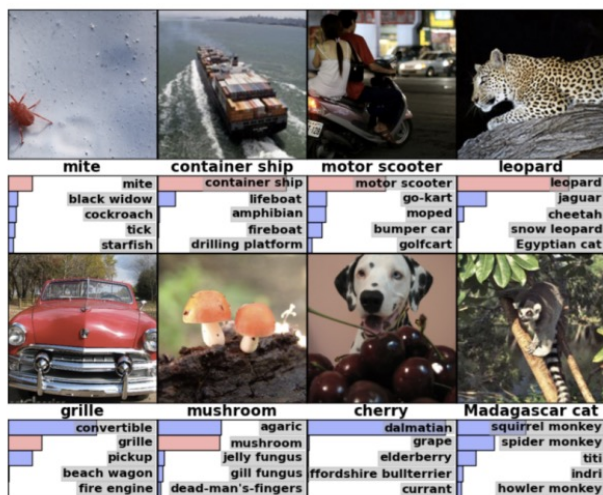 mite
container ship
motor scooter
leopard
mite
black widow
cockroach
tick
starfish
container ship
lifeboat
amphibian
fireboat
drilling platform
motor scooter
go-kart
moped
bumper car
golfcart
leopard
jaguar
cheetah
snow leopard
Egyptian cat
grille
mushroom
cherry
Madagascar cat
convertible
grille
pickup
beach wagon
fire engine
agaric
mushroom
jelly fungus
gill fungus
dead-man's-fingers
dalmatian
grape
elderberry
ffordshire bullterrier
currant
squirrel monkey
spider monkey
titi
indri
howler monkey